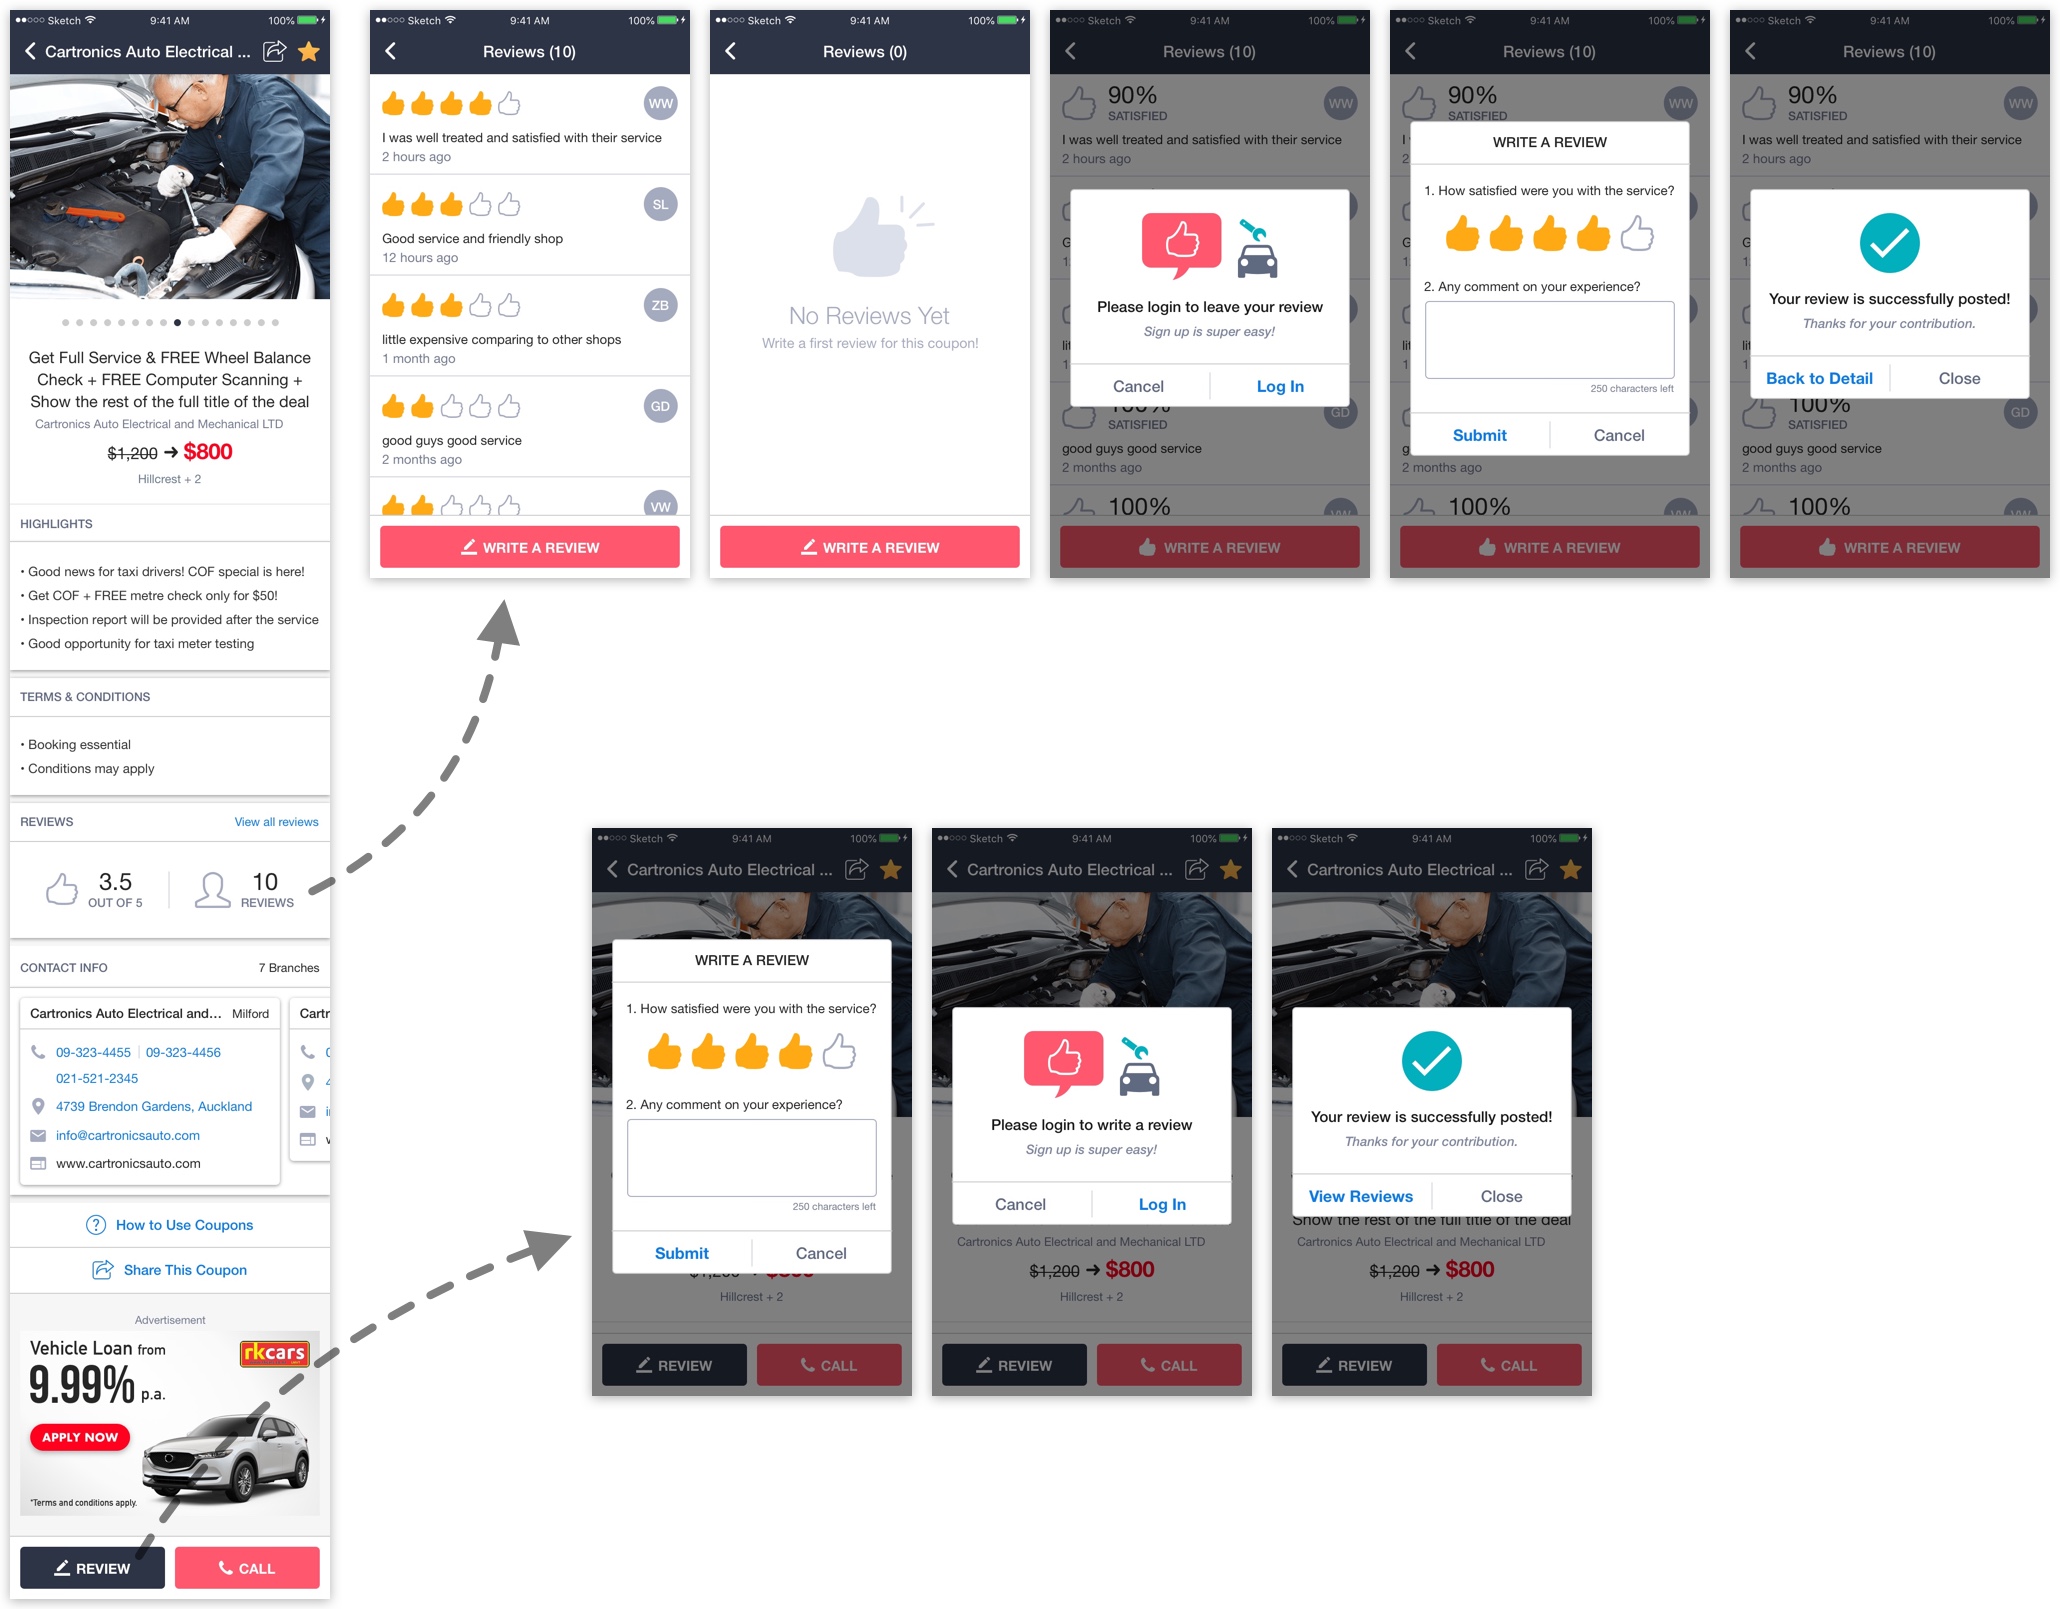 Sketch 9:41 AM 100%
Cartronics Auto Electrical ...
Get Full Service & FREE Wheel Balance
Check + FREE Computer Scanning +
Show the rest of the full title of the deal
Cartronics Auto Electrical and Mechanical LTD
$1,200 → $800
Hillcrest + 2
HIGHLIGHTS
• Good news for taxi drivers! COF special is here!
• Get COF + FREE metre check only for $50!
• Inspection report will be provided after the service
• Good opportunity for taxi meter testing
TERMS & CONDITIONS
• Booking essential
• Conditions may apply
REVIEWS View all reviews
3.5 10
OUT OF 5 REVIEWS
CONTACT INFO 7 Branches
Cartronics Auto Electrical and... Milford
Cartr
09-323-4455 | 09-323-4456
021-521-2345
4739 Brendon Gardens, Auckland
info@cartronicsauto.com
www.cartronicsauto.com
How to Use Coupons
Share This Coupon
Advertisement
Vehicle Loan from
rkcars
9.99% p.a.
APPLY NOW
*Terms and conditions apply.
REVIEW CALL
Sketch 9:41 AM 100%
Reviews (10)
WW
I was well treated and satisfied with their service
2 hours ago
SL
Good service and friendly shop
12 hours ago
ZB
little expensive comparing to other shops
1 month ago
GD
good guys good service
2 months ago
VW
WRITE A REVIEW
Sketch 9:41 AM 100%
Reviews (0)
No Reviews Yet
Write a first review for this coupon!
WRITE A REVIEW
Sketch 9:41 AM 100%
Reviews (10)
90% WW
SATISFIED
I was well treated and satisfied with their service
2 hours ago
Please login to leave your review
Sign up is super easy!
Cancel Log In
100% GD
SATISFIED
good guys good service
2 months ago
100% VW
WRITE A REVIEW
Sketch 9:41 AM 100%
Reviews (10)
90% WW
SATISFIED
WRITE A REVIEW
1. How satisfied were you with the service?
2. Any comment on your experience?
250 characters left
Submit Cancel
2 months ago
100% VW
WRITE A REVIEW
Sketch 9:41 AM 100%
Reviews (10)
90% WW
SATISFIED
I was well treated and satisfied with their service
2 hours ago
Your review is successfully posted!
Thanks for your contribution.
Back to Detail Close
100% GD
SATISFIED
good guys good service
2 months ago
100% VW
WRITE A REVIEW
Sketch 9:41 AM 100%
Cartronics Auto Electrical ...
WRITE A REVIEW
1. How satisfied were you with the service?
2. Any comment on your experience?
250 characters left
Submit Cancel
$1,200 → $800
Hillcrest + 2
REVIEW CALL
Sketch 9:41 AM 100%
Cartronics Auto Electrical ...
Please login to write a review
Sign up is super easy!
Cancel Log In
Cartronics Auto Electrical and Mechanical LTD
$1,200 → $800
Hillcrest + 2
REVIEW CALL
Sketch 9:41 AM 100%
Cartronics Auto Electrical ...
Your review is successfully posted!
Thanks for your contribution.
View Reviews Close
Show the rest of the full title of the deal
Cartronics Auto Electrical and Mechanical LTD
$1,200 → $800
Hillcrest + 2
REVIEW CALL